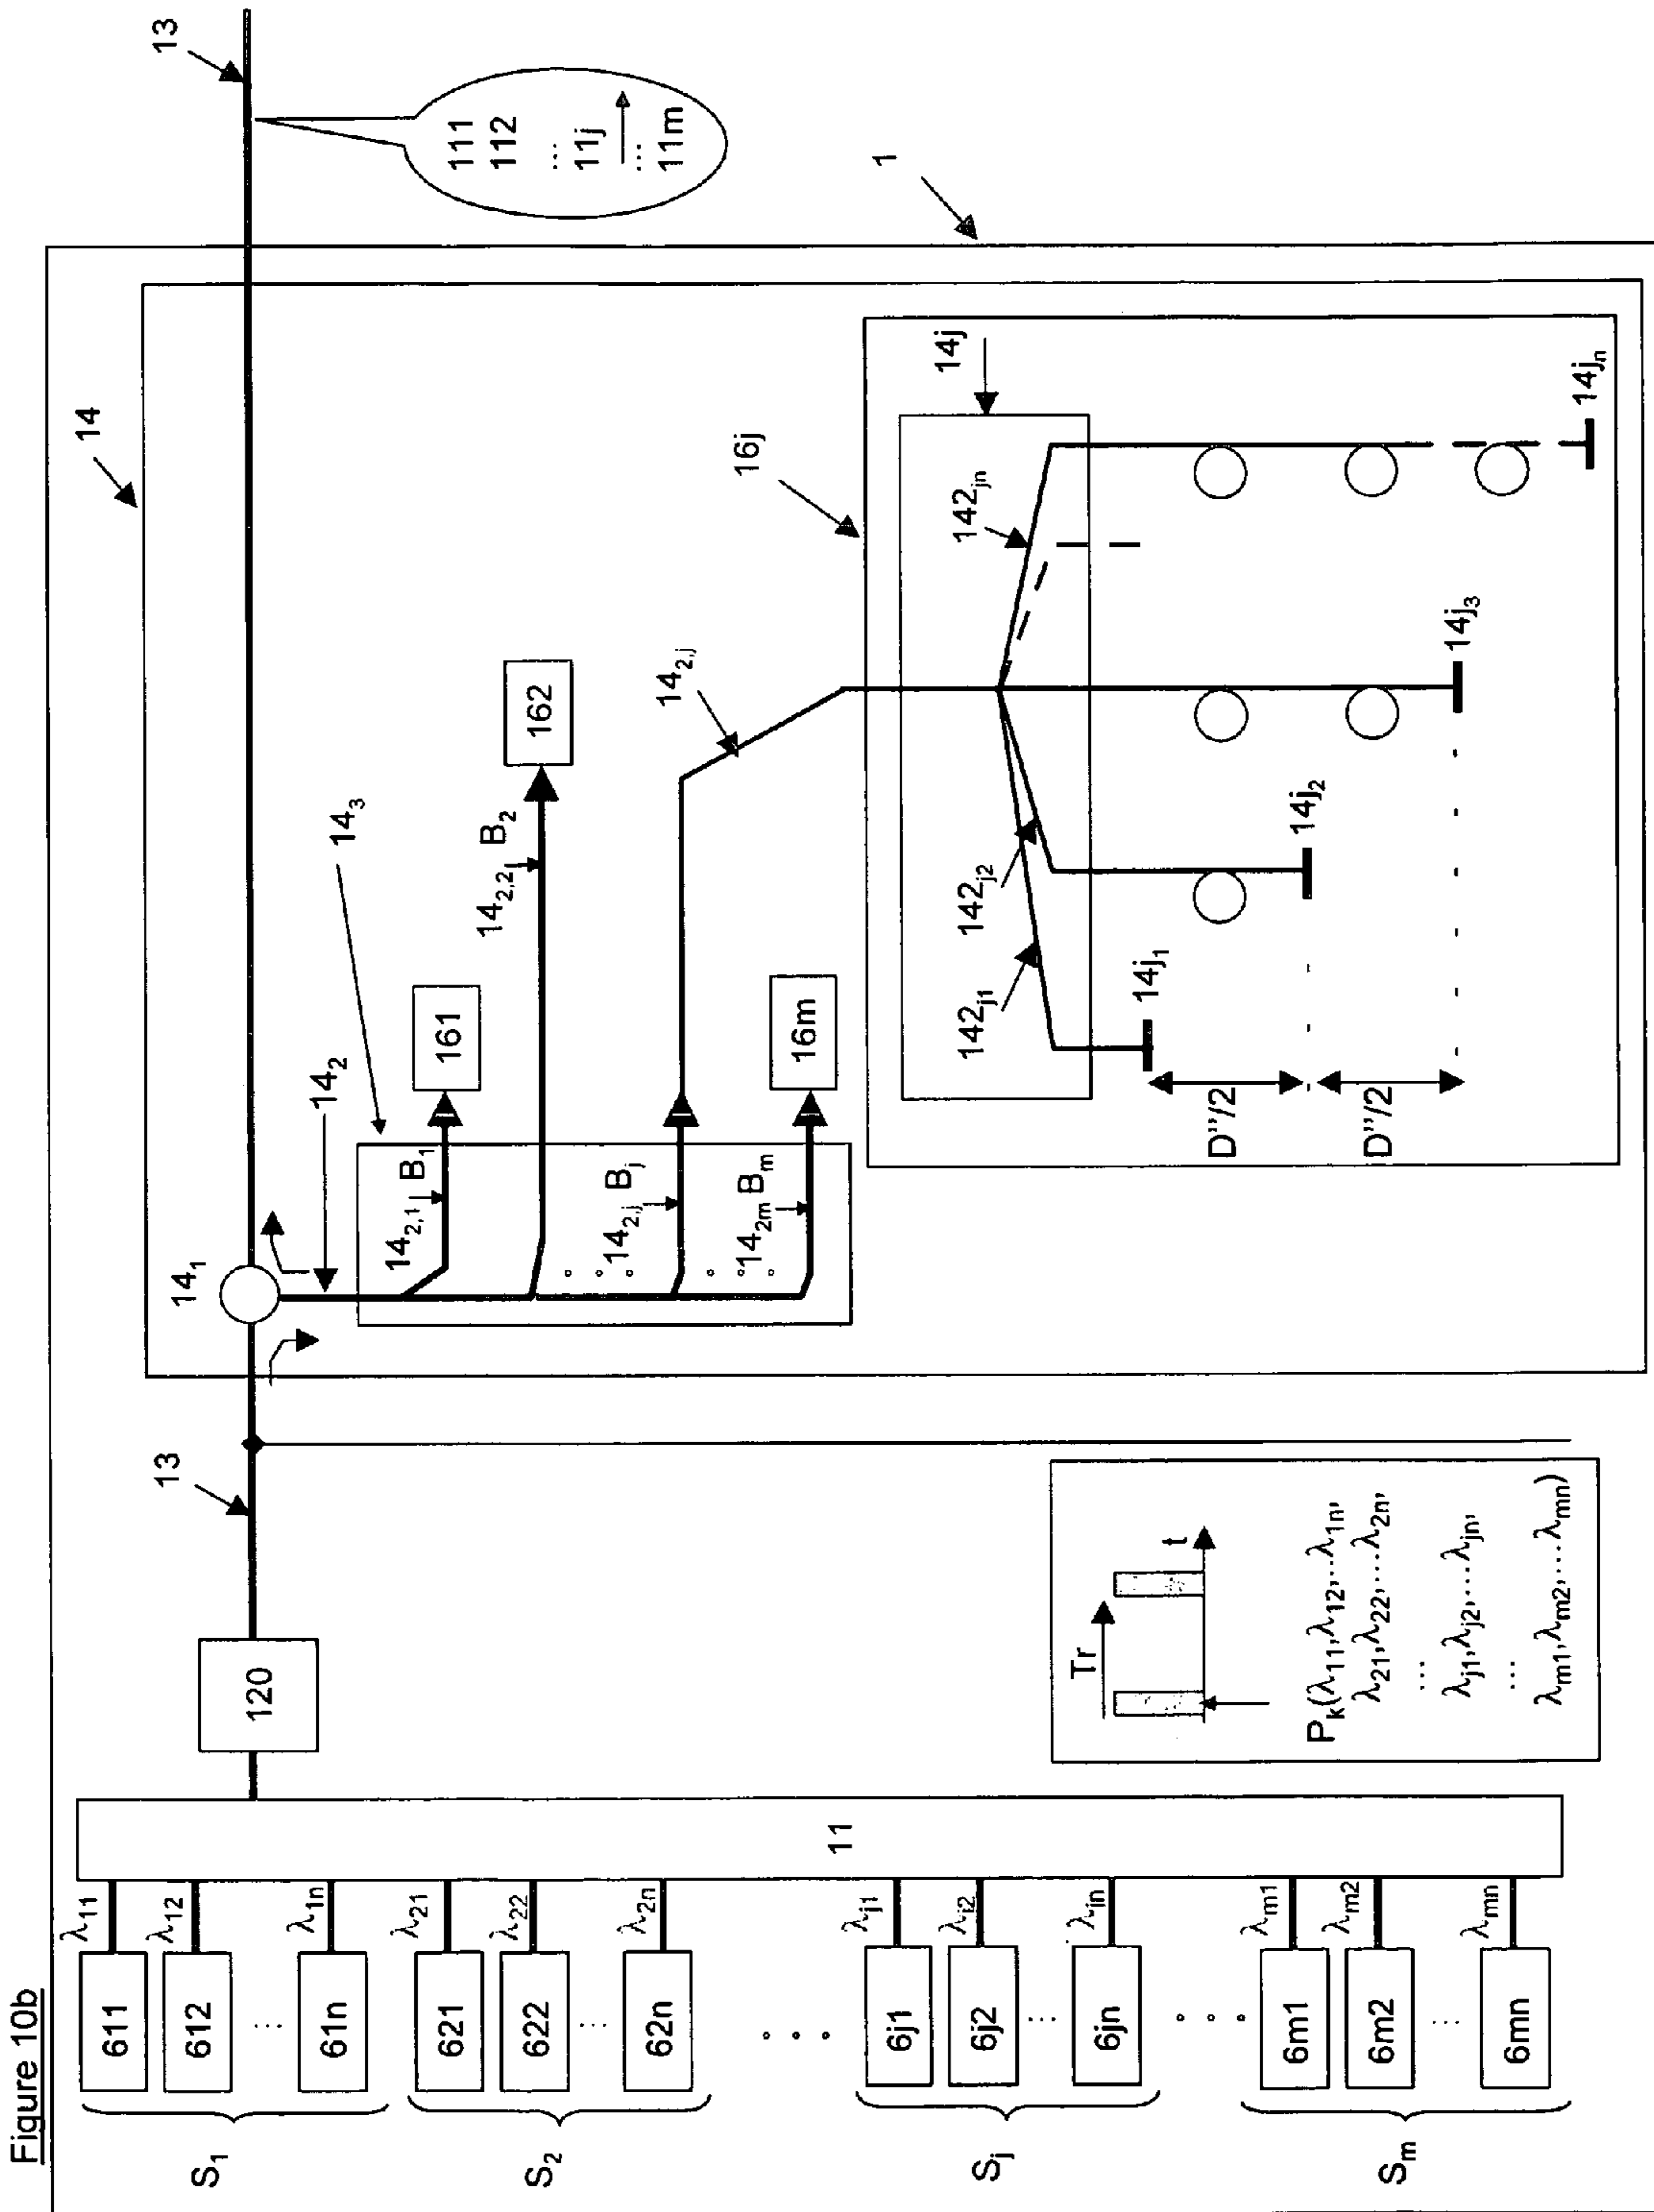 Figure 10b
S1
S2
Sj
Sm
611
612
...
61n
621
622
...
62n
. . .
6j1
6j2
...
6jn
. . .
6m1
6m2
...
6mn
λ11
λ12
λ1n
λ21
λ22
λ2n
λj1
λi2
λin
λm1
λm2
λmn
11
120
13
Tr
t
Pk(λ11,λ12,..λ1n,
λ21,λ22,...λ2n,
...
λj1,λj2,...λjn,
...
λm1,λm2,...λmn)
14
141
142
143
142,1 B1
142,2 B2
142,j Bj
142m Bm
161
162
16m
142,j
16j
14j
142j1
142j2
142jn
14j1
14j2
14j3
14jn
D"/2
D"/2
1
13
111
112
...
11j
...
11m